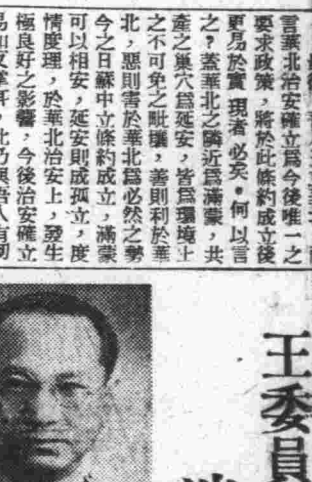 言華北治安確立爲今後唯一之
要求政策，將於此條約成立後
更易於實現者必矣。何以言
之？蓋華北之隣近爲滿蒙，共
產之巢穴爲延安，皆爲環境上
之不可免之毗壤，善則利於華
北，惡則害於華北爲必然之勢
今之日蘇中立條約成立，滿蒙
可以相安，延安則成孤立，度
情度理，於華北治安上，發生
極良好之影響，今後治安確立
王委員